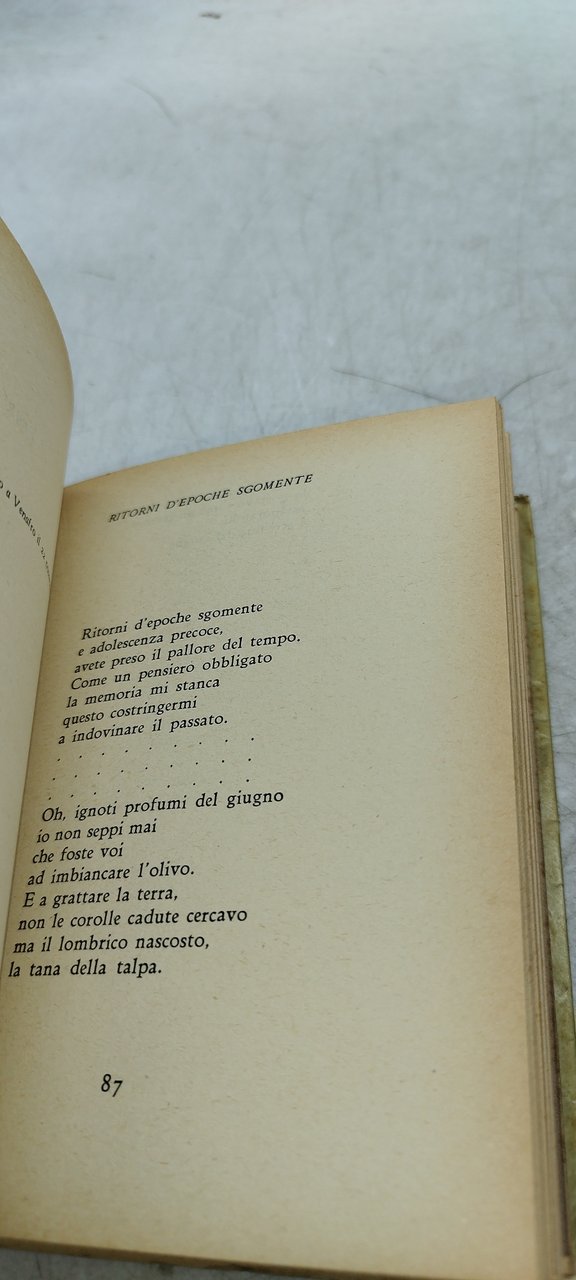 a Venafro il 22
RITORNI D'EPOCHE SGOMENTE
Ritorni d'epoche sgomente
e adolescenza precoce,
avete preso il pallore del tempo.
Come un pensiero obbligato
la memoria mi stanca
questo costringermi
a indovinare il passato.
. . . . . . . . .
. . . . . . . . .
. . . . . . . . .
Oh, ignoti profumi del giugno
io non seppi mai
che foste voi
ad imbiancare l'olivo.
E a grattare la terra,
non le corolle cadute cercavo
ma il lombrico nascosto,
la tana della talpa.
87